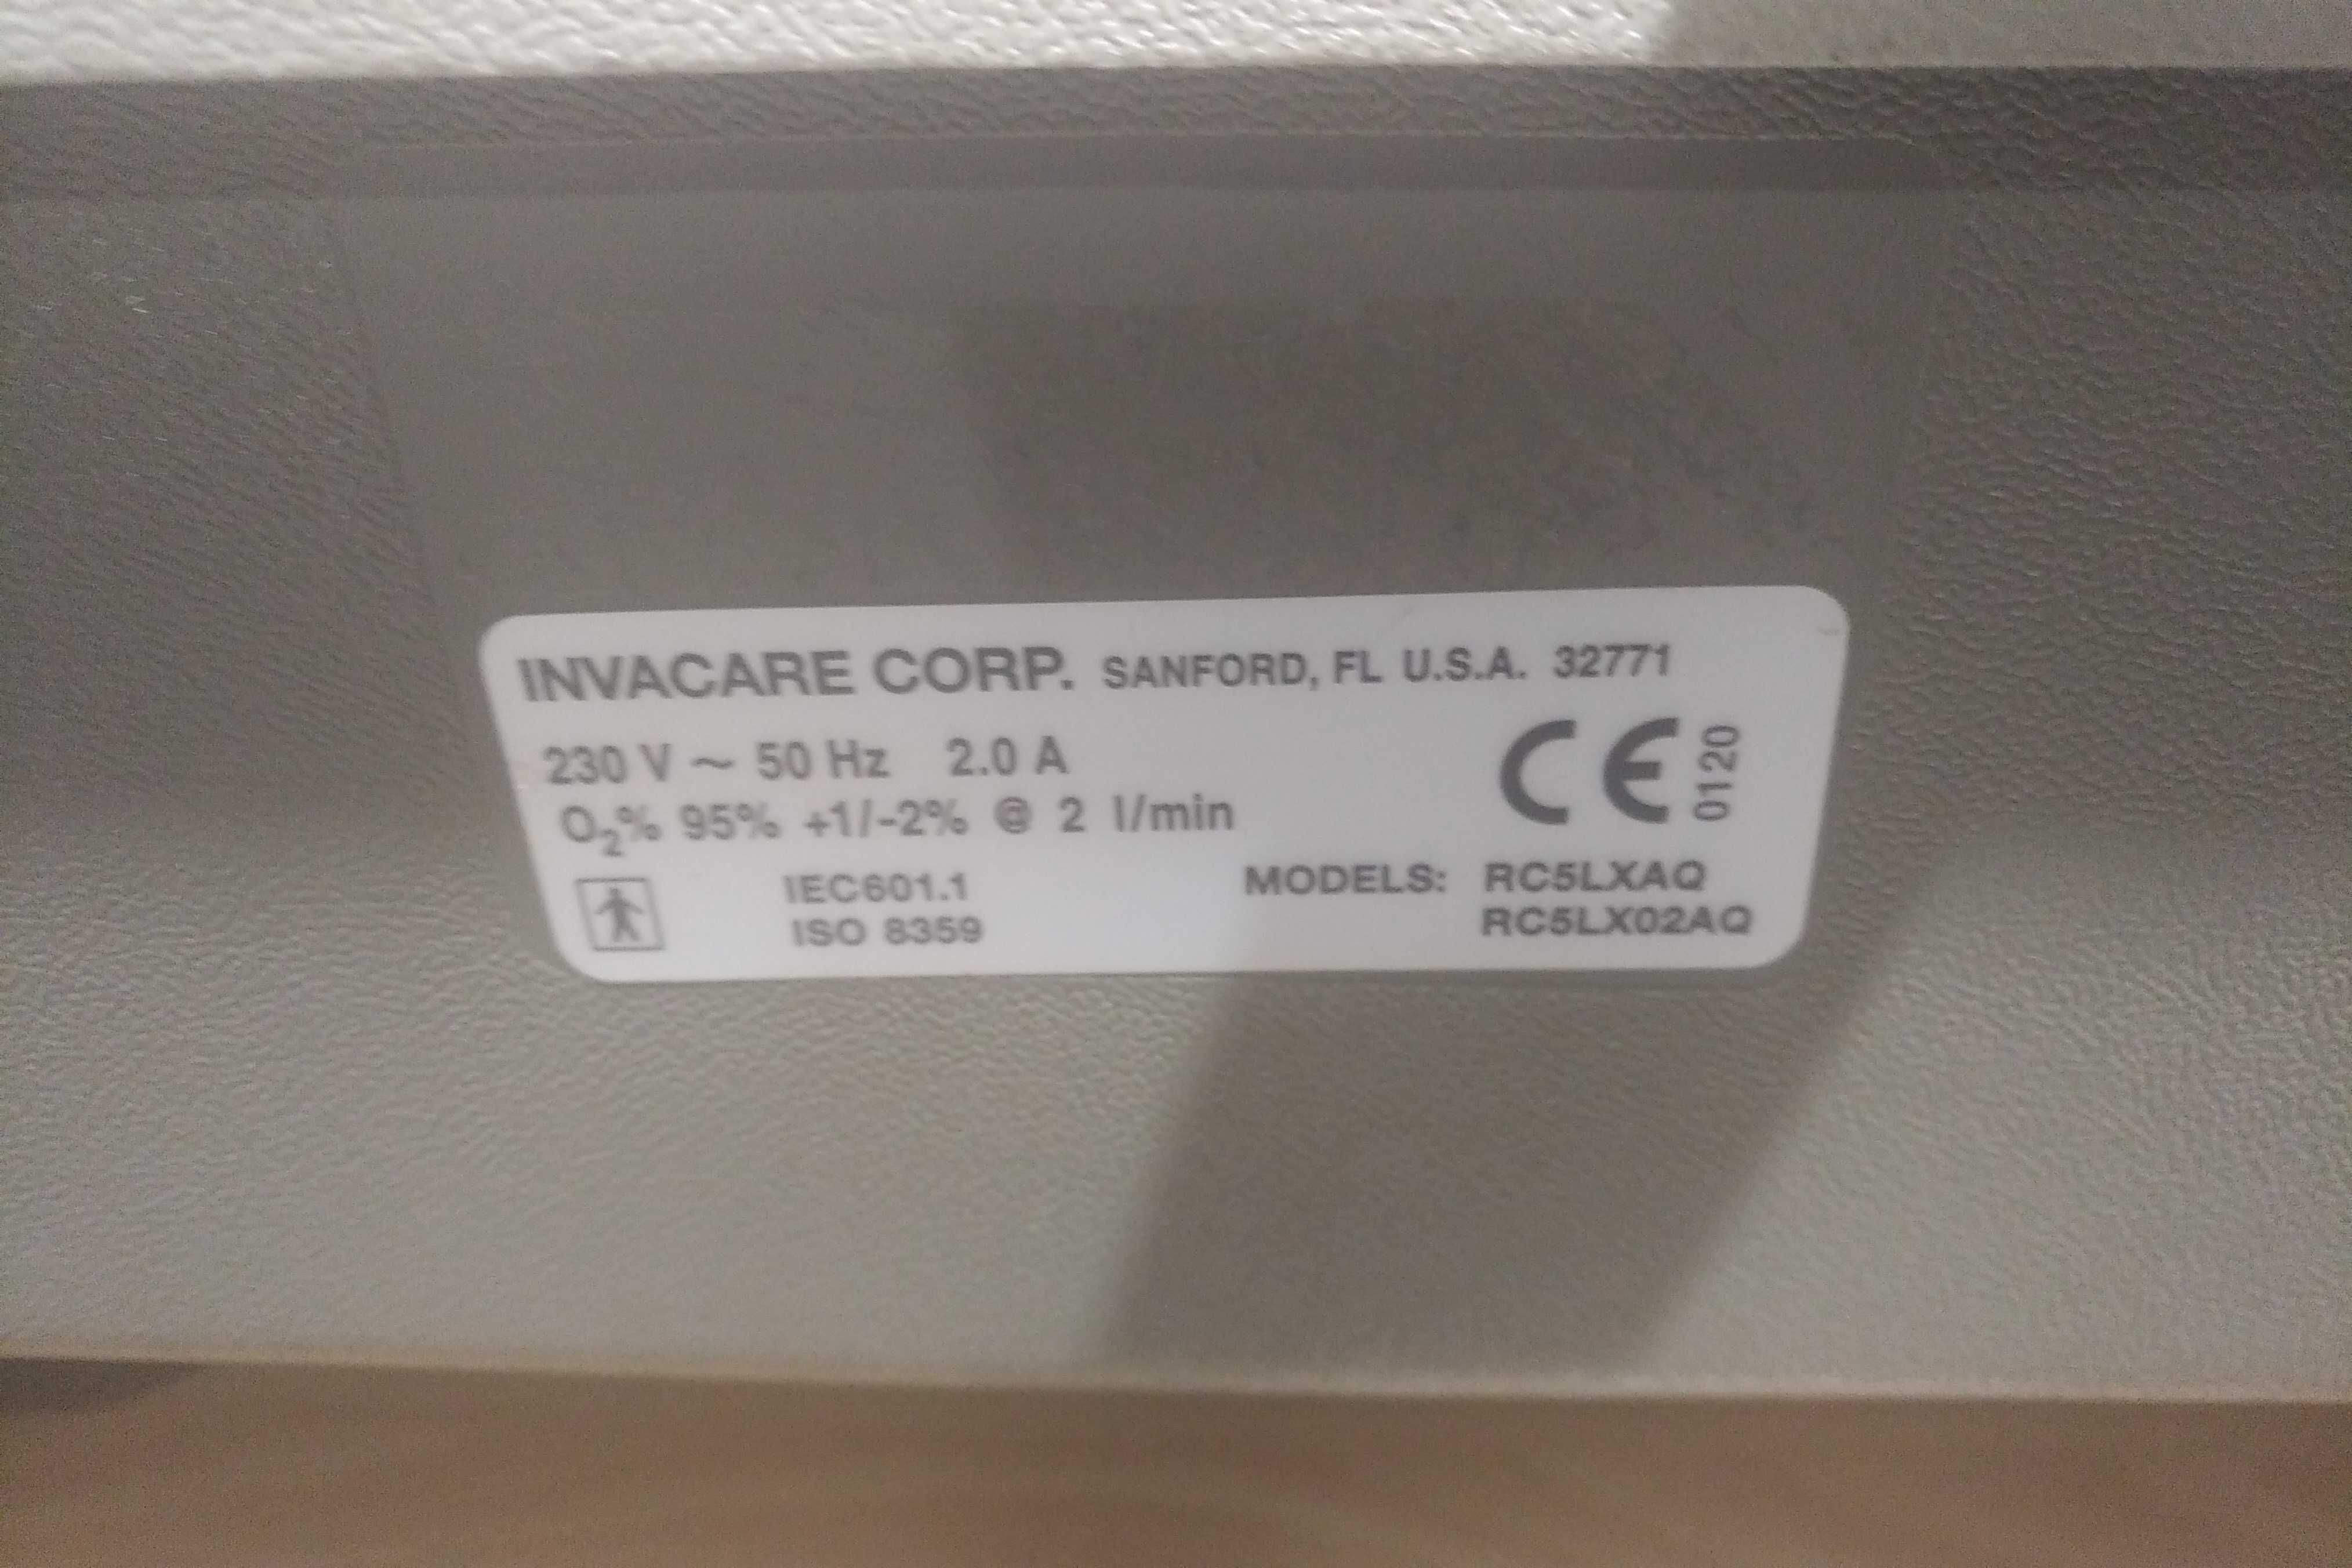 INVACARE CORP. SANFORD, FL U.S.A. 32771
230 V ~ 50 Hz 2.0 A
O₂% 95% +1/-2% @ 2 l/min
CE 0120
IEC601.1
ISO 8359
MODELS: RC5LXAQ
RC5LX02AQ